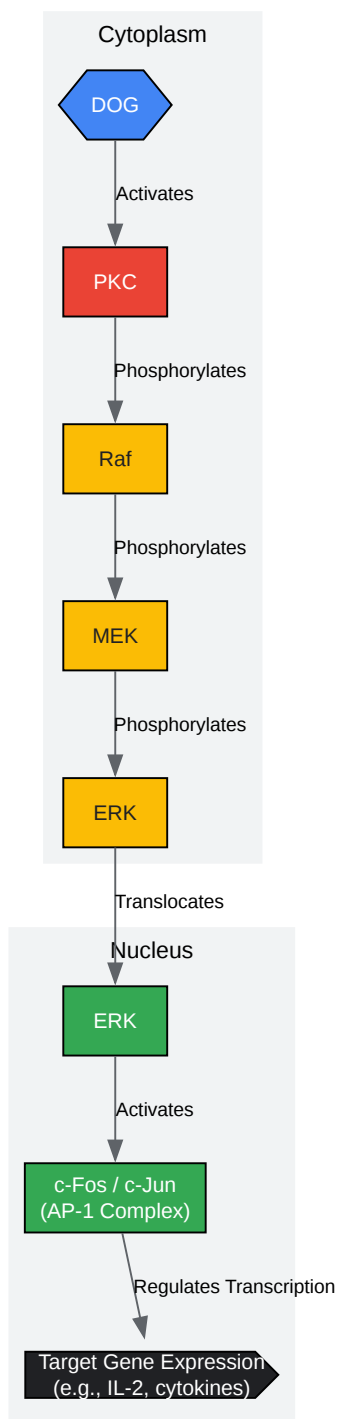 Cytoplasm
DOG
Activates
PKC
Phosphorylates
Raf
Phosphorylates
MEK
Phosphorylates
ERK
Translocates
Nucleus
ERK
Activates
c-Fos / c-Jun
(AP-1 Complex)
Regulates Transcription
Target Gene Expression
(e.g., IL-2, cytokines)